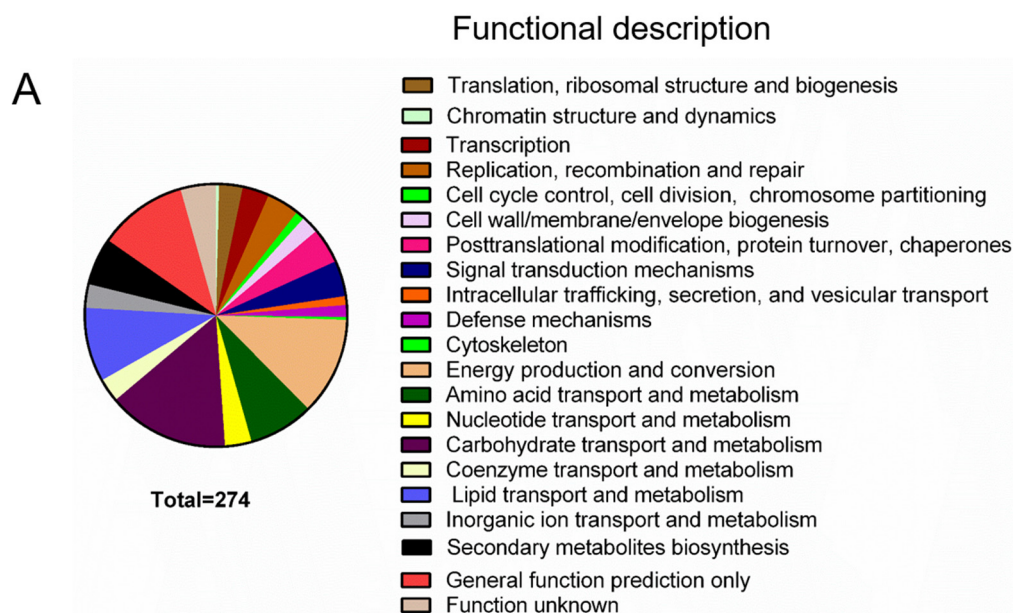 Functional description
A
Translation, ribosomal structure and biogenesis
Chromatin structure and dynamics
Transcription
Replication, recombination and repair
Cell cycle control, cell division, chromosome partitioning
Cell wall/membrane/envelope biogenesis
Posttranslational modification, protein turnover, chaperones
Signal transduction mechanisms
Intracellular trafficking, secretion, and vesicular transport
Defense mechanisms
Cytoskeleton
Energy production and conversion
Amino acid transport and metabolism
Nucleotide transport and metabolism
Carbohydrate transport and metabolism
Coenzyme transport and metabolism
Lipid transport and metabolism
Inorganic ion transport and metabolism
Secondary metabolites biosynthesis
General function prediction only
Function unknown
Total=274